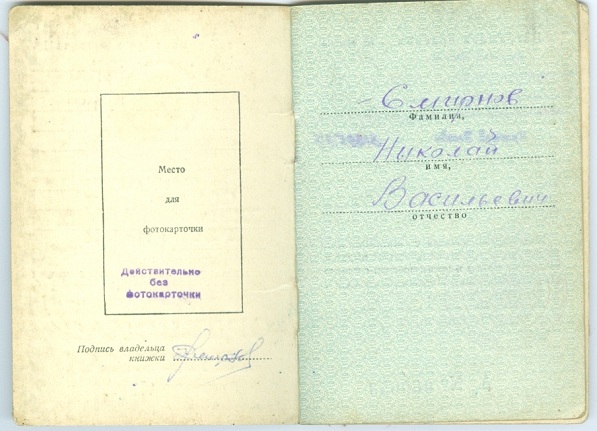 Место
для
фотокарточки
Действительно
без
фотокарточки
Подпись владельца
книжки
Смирнов
Фамилия,
Николай
имя,
Васильевич
отчество